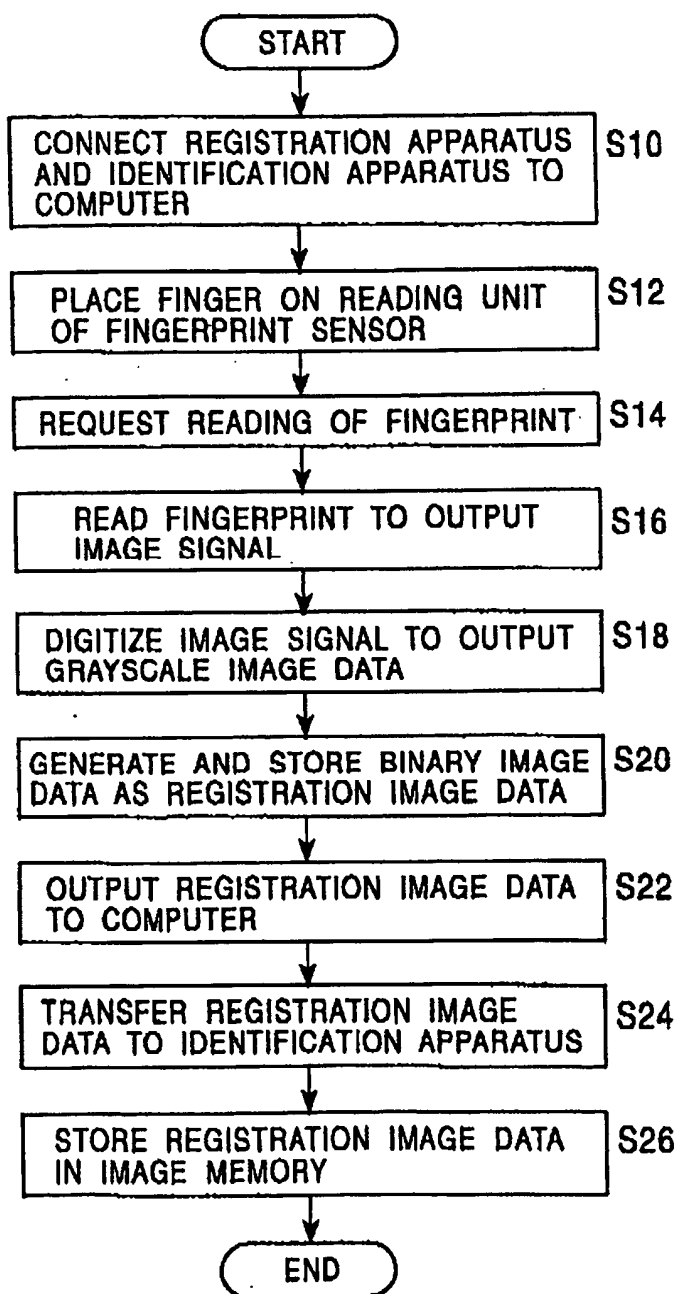 START
CONNECT REGISTRATION APPARATUS
AND IDENTIFICATION APPARATUS TO
COMPUTER
S10
PLACE FINGER ON READING UNIT
OF FINGERPRINT SENSOR
S12
REQUEST READING OF FINGERPRINT
S14
READ FINGERPRINT TO OUTPUT
IMAGE SIGNAL
S16
DIGITIZE IMAGE SIGNAL TO OUTPUT
GRAYSCALE IMAGE DATA
S18
GENERATE AND STORE BINARY IMAGE
DATA AS REGISTRATION IMAGE DATA
S20
OUTPUT REGISTRATION IMAGE DATA
TO COMPUTER
S22
TRANSFER REGISTRATION IMAGE
DATA TO IDENTIFICATION APPARATUS
S24
STORE REGISTRATION IMAGE DATA
IN IMAGE MEMORY
S26
END